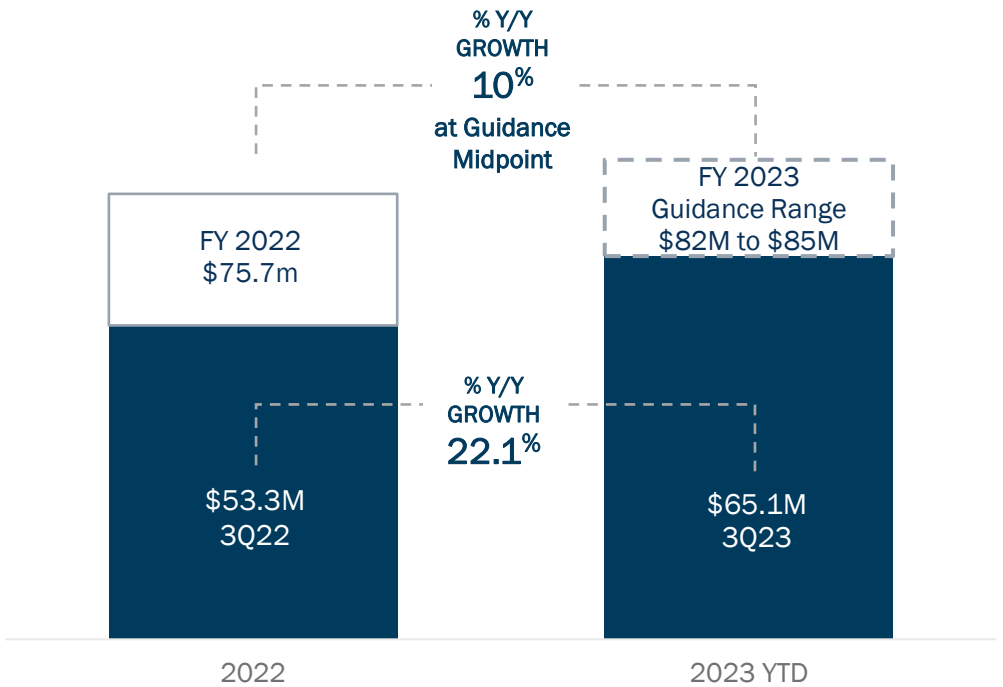 % Y/Y
GROWTH
10%
at Guidance
Midpoint
FY 2022
$75.7m
FY 2023
Guidance Range
$82M to $85M
% Y/Y
GROWTH
22.1%
$53.3M
3Q22
$65.1M
3Q23
2022
2023 YTD